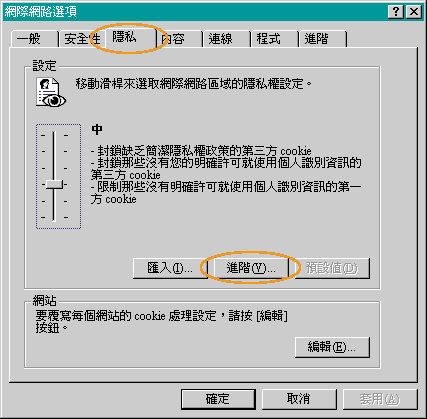 網際網路選項
一般 安全性 隱私 內容 連線 程式 進階
設定
移動滑桿來選取網際網路區域的隱私權設定。
中
- 封鎖缺乏簡潔隱私權政策的第三方 cookie
- 封鎖那些沒有您的明確許可就使用個人識別資訊的
第三方 cookie
- 限制那些沒有明確許可就使用個人識別資訊的第一
方 cookie
匯入(I)... 進階(V)... 預設值(D)
網站
要覆寫每個網站的 cookie 處理設定，請按 [編輯]
按鈕。
編輯(E)...
確定 取消 套用(A)